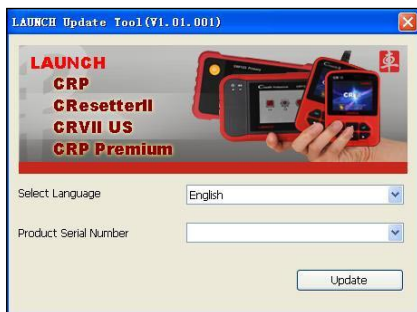 LAUNCH Update Tool(V1.01.001)
LAUNCH
CRP
CResetterII
CRVII US
CRP Premium
Select Language
English
Product Serial Number
Update